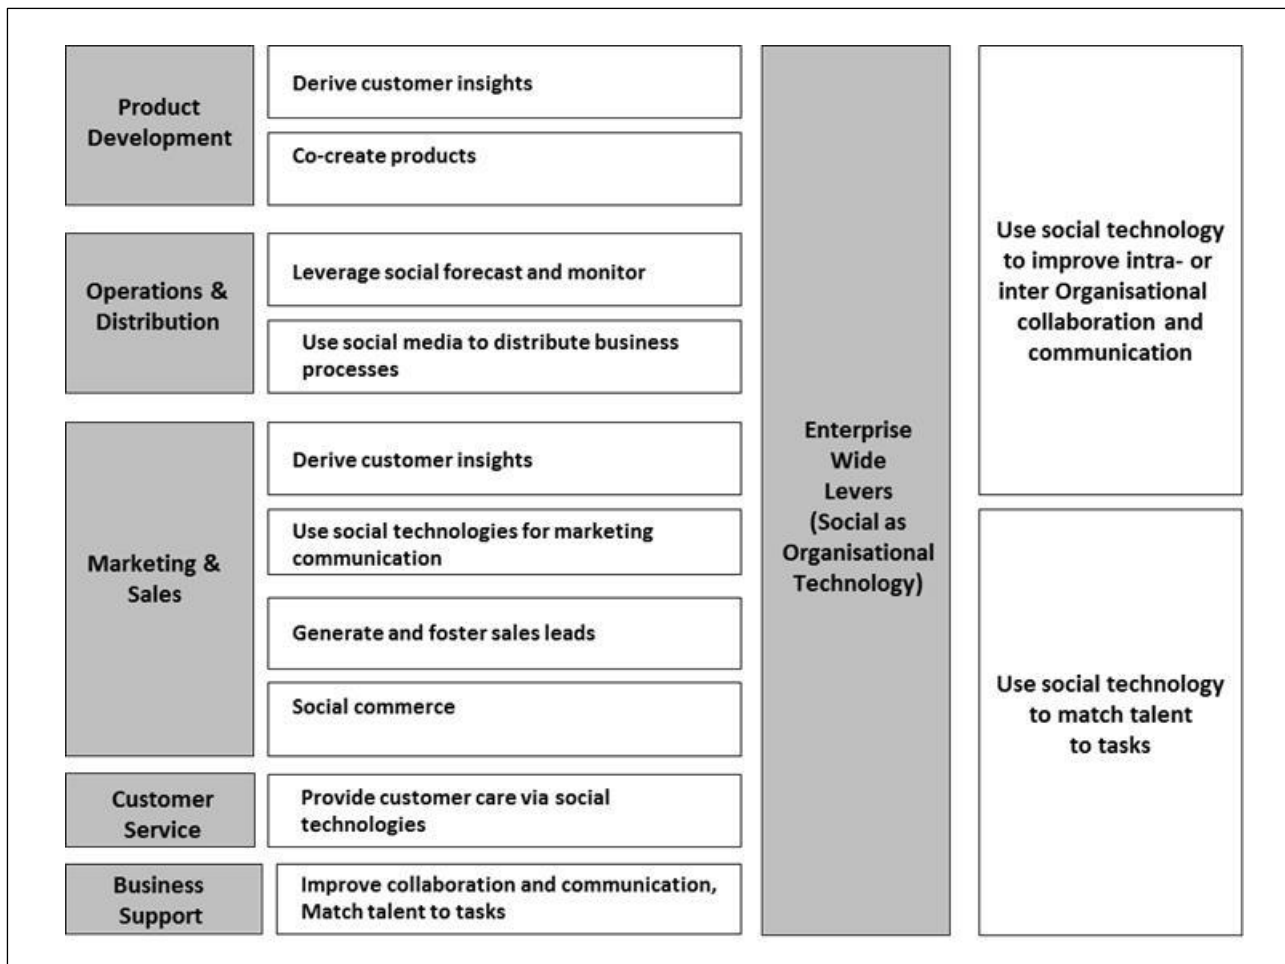 Product
Development
Derive customer insights
Co-create products
Operations &
Distribution
Leverage social forecast and monitor
Use social media to distribute business
processes
Marketing &
Sales
Derive customer insights
Use social technologies for marketing
communication
Generate and foster sales leads
Social commerce
Customer
Service
Provide customer care via social
technologies
Business
Support
Improve collaboration and communication,
Match talent to tasks
Enterprise
Wide
Levers
(Social as
Organisational
Technology)
Use social technology
to improve intra- or
inter Organisational
collaboration and
communication
Use social technology
to match talent
to tasks